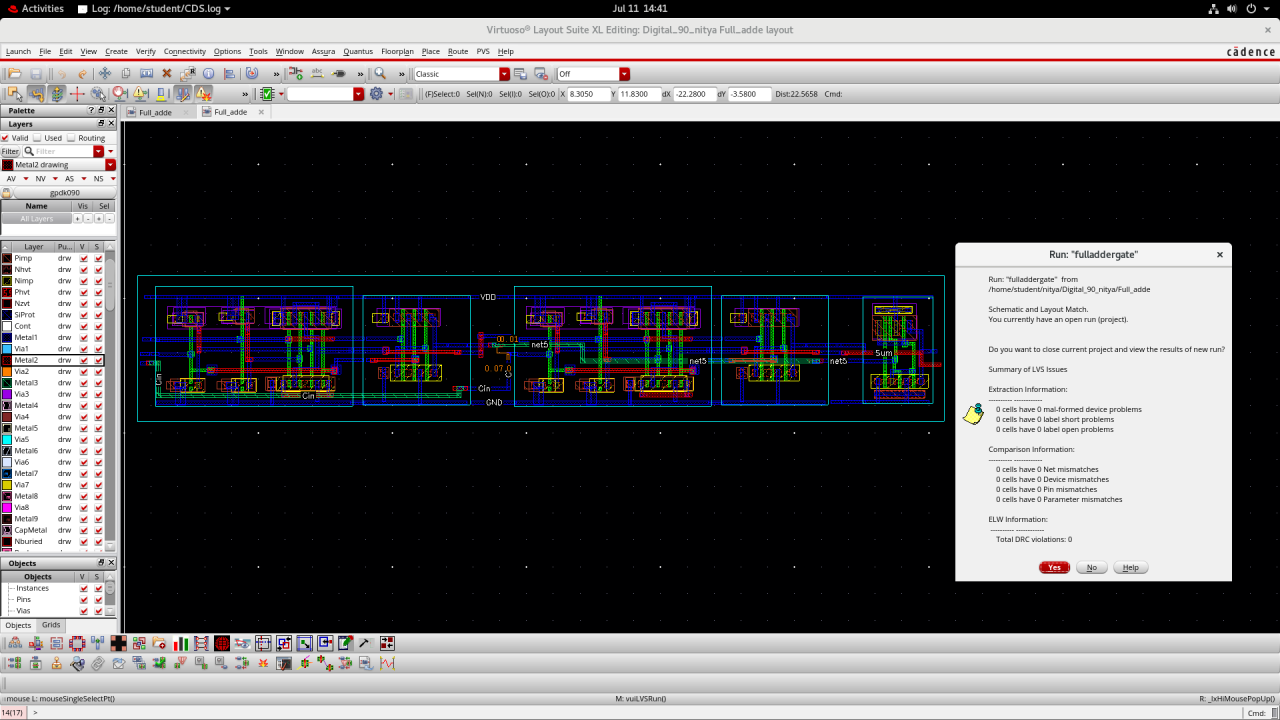 Activities Log: /home/student/CDS.log Jul 11 14:41
Virtuoso® Layout Suite XL Editing: Digital_90_nitya Full_adde layout
Launch File Edit View Create Verify Connectivity Options Tools Window Assura Quantus Floorplan Place Route PVS Help cādence
Classic Off
(F)Select:0 Sel(N):0 Sel(I):0 Sel(O):0 X 8.3050 Y 11.8300 dX -22.2800 dY -3.5800 Dist:22.5658 Cmd:
Palette Full_adde Full_adde
Layers
Valid Used Routing
Filter Filter
Metal2 drawing
AV NV AS NS
gpdk090
Name Vis Sel
All Layers + - + -
Layer Pu... V S
Pimp drw
Nhvt drw
Nimp drw
Phvt drw
Nzvt drw
SiProt drw
Cont drw
Metal1 drw
Via1 drw
Metal2 drw
Via2 drw
Metal3 drw
Via3 drw
Metal4 drw
Via4 drw
Metal5 drw
Via5 drw
Metal6 drw
Via6 drw
Metal7 drw
Via7 drw
Metal8 drw
Via8 drw
Metal9 drw
CapMetal drw
Nburied drw
Objects
Objects V S
Instances
Pins
Vias
Objects Grids
VDD
net5
net5
net5
Sum
Cin
Cin
Cin
GND
Run: "fulladdergate"
Run: "fulladdergate" from
/home/student/nitya/Digital_90_nitya/Full_adde
Schematic and Layout Match.
You currently have an open run (project).
Do you want to close current project and view the results of new run?
Summary of LVS Issues
Extraction Information:
0 cells have 0 mal-formed device problems
0 cells have 0 label short problems
0 cells have 0 label open problems
Comparison Information:
0 cells have 0 Net mismatches
0 cells have 0 Device mismatches
0 cells have 0 Pin mismatches
0 cells have 0 Parameter mismatches
ELW Information:
Total DRC violations: 0
Yes No Help
mouse L: mouseSingleSelectPt() M: vuiLVSRun() R: _lxHiMousePopUp()
14(17) > Cmd: